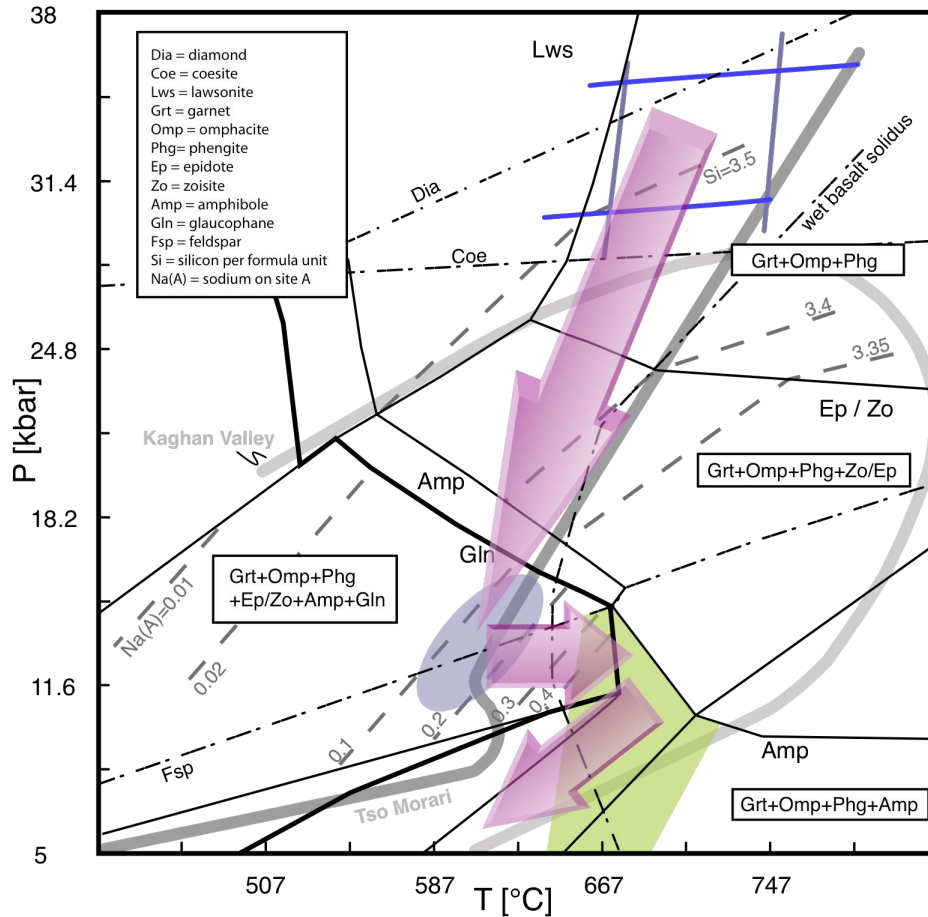 38
31.4
24.8
18.2
11.6
5
P [kbar]
507
587
667
747
T [°C]
Dia = diamond
Coe = coesite
Lws = lawsonite
Grt = garnet
Omp = omphacite
Phg= phengite
Ep = epidote
Zo = zoisite
Amp = amphibole
Gln = glaucophane
Fsp = feldspar
Si = silicon per formula unit
Na(A) = sodium on site A
Lws
Dia
Si=3.5
wet basalt solidus
Coe
Grt+Omp+Phg
3.4
3.35
Ep / Zo
Kaghan Valley
Amp
Grt+Omp+Phg+Zo/Ep
Gln
Grt+Omp+Phg
+Ep/Zo+Amp+Gln
Na(A)=0.01
0.02
0.1
0.2
0.3
0.4
Fsp
Tso Morari
Amp
Grt+Omp+Phg+Amp